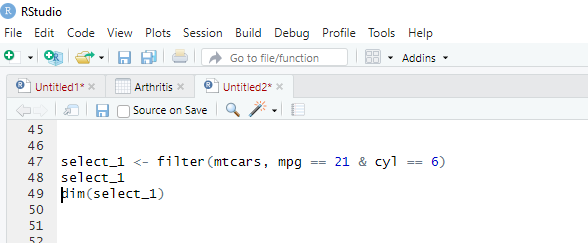 RStudio
File Edit Code View Plots Session Build Debug Profile Tools Help
Go to file/function Addins
Untitled1* Arthritis Untitled2*
Source on Save
45
46
47 select_1 <- filter(mtcars, mpg == 21 & cyl == 6)
48 select_1
49 dim(select_1)
50
51
52